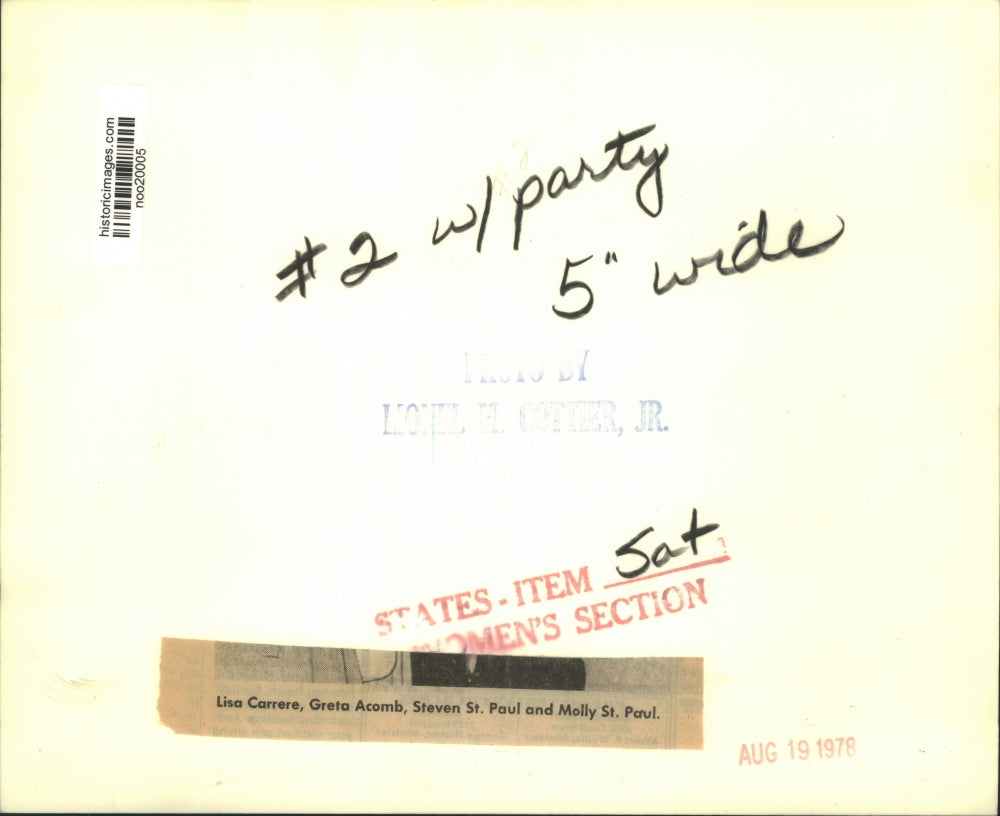 historicimages.com
noo20005
#2 w/ party
5" wide
PHOTO BY
LIONEL M. COTTIER, JR.
STATES-ITEM Sat
WOMEN'S SECTION
Lisa Carrere, Greta Acomb, Steven St. Paul and Molly St. Paul.
AUG 19 1978